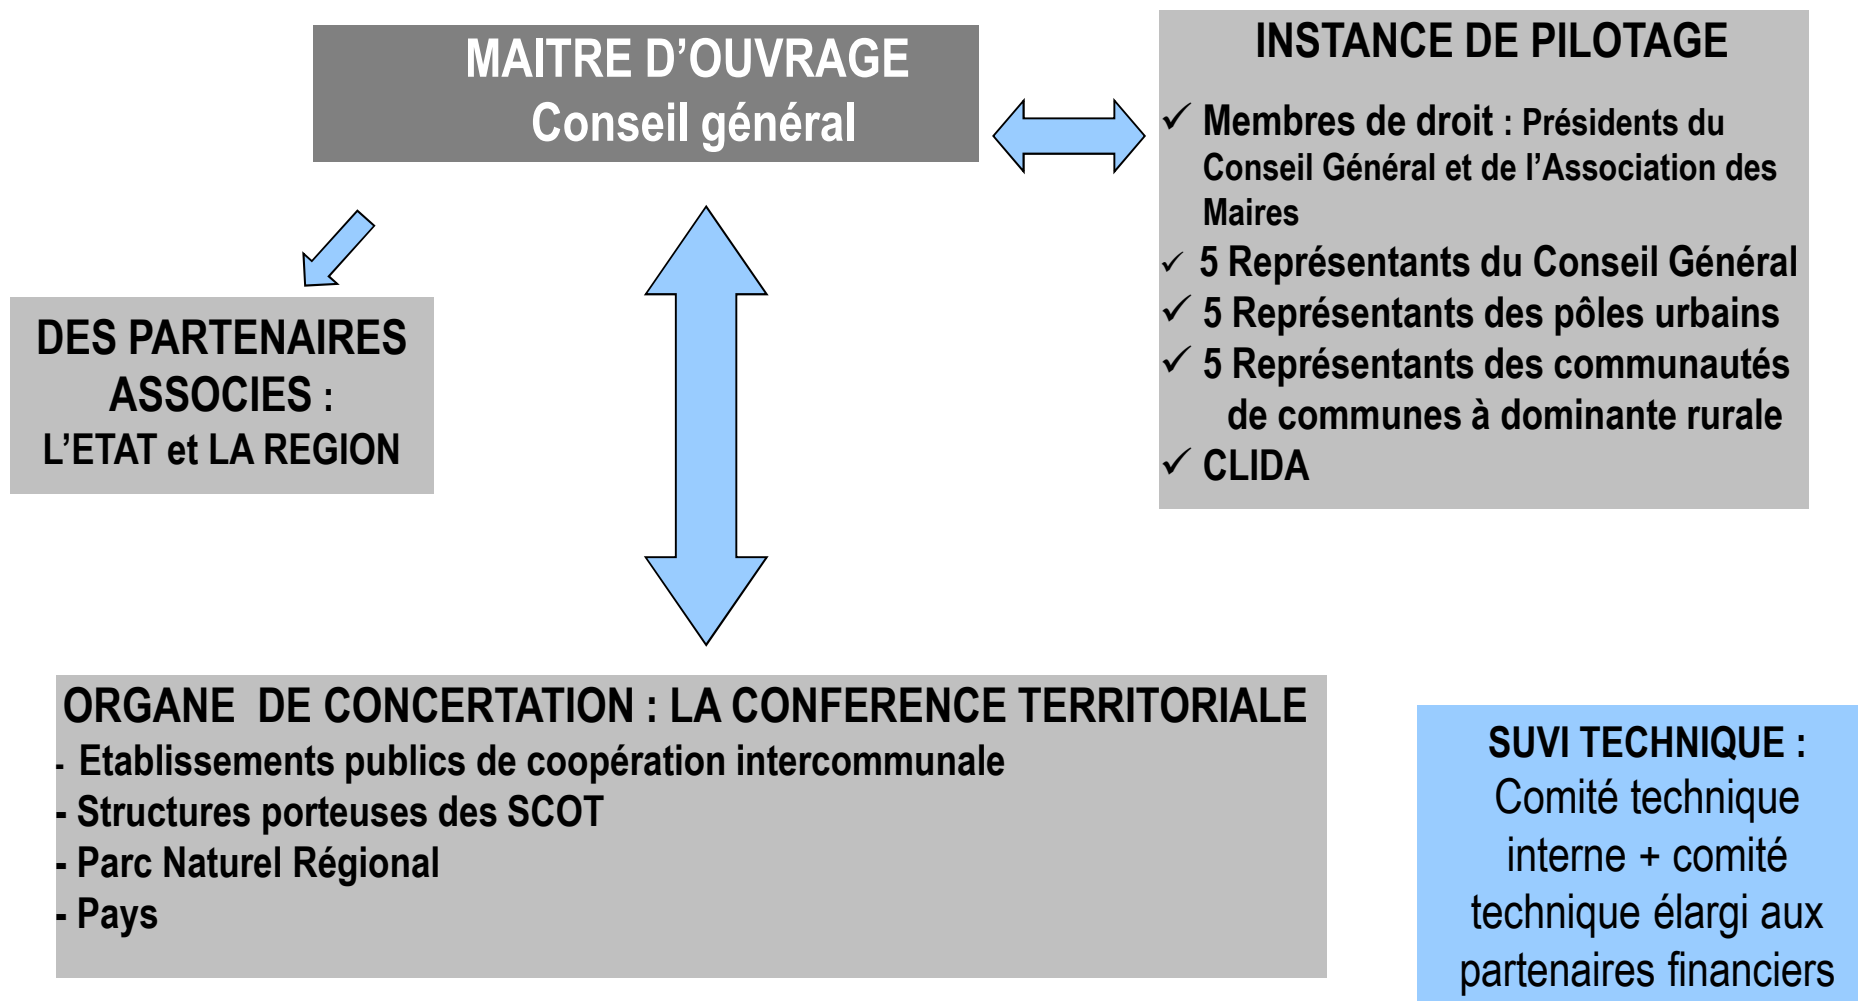 MAITRE D’OUVRAGE
Conseil général
INSTANCE DE PILOTAGE
✓ Membres de droit : Présidents du
Conseil Général et de l’Association des
Maires
✓ 5 Représentants du Conseil Général
✓ 5 Représentants des pôles urbains
✓ 5 Représentants des communautés
de communes à dominante rurale
✓ CLIDA
DES PARTENAIRES
ASSOCIES :
L’ETAT et LA REGION
ORGANE DE CONCERTATION : LA CONFERENCE TERRITORIALE
- Etablissements publics de coopération intercommunale
- Structures porteuses des SCOT
- Parc Naturel Régional
- Pays
SUVI TECHNIQUE :
Comité technique
interne + comité
technique élargi aux
partenaires financiers